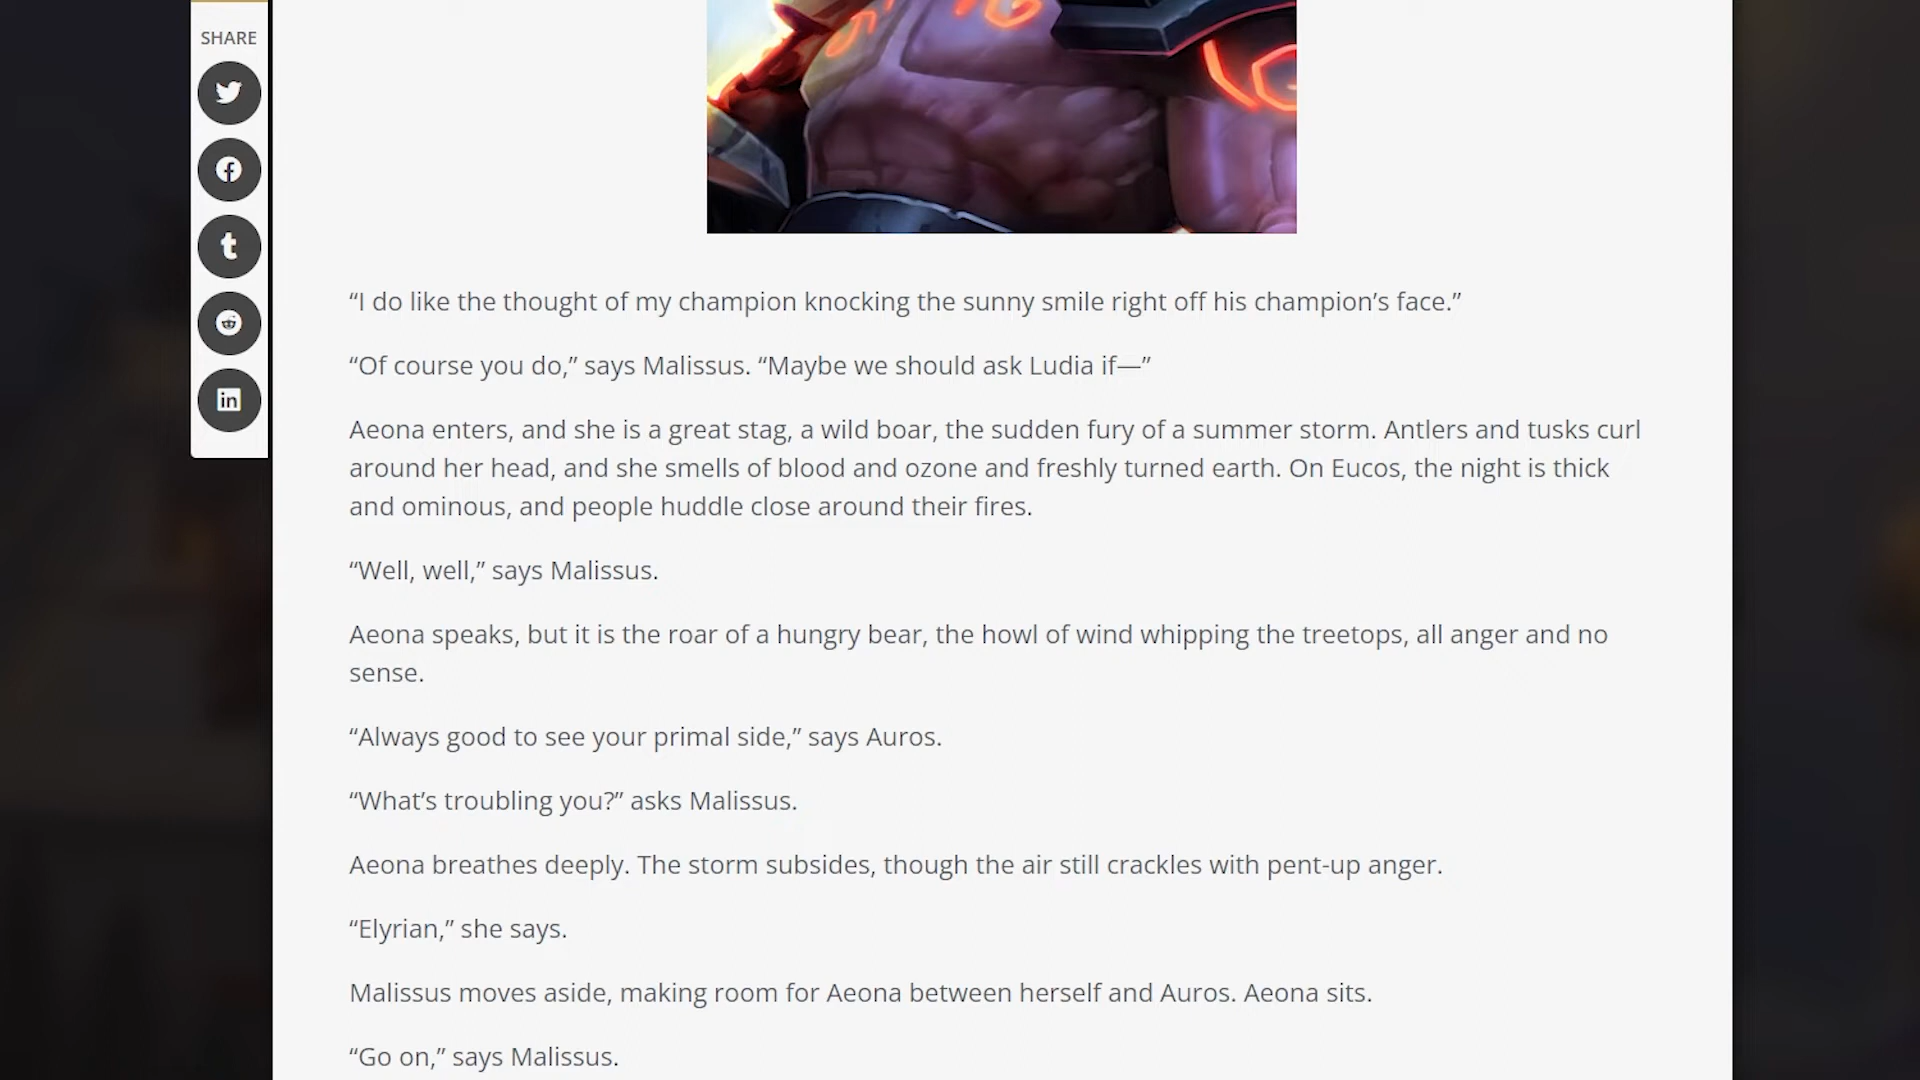 SHARE
“I do like the thought of my champion knocking the sunny smile right off his champion’s face.”
“Of course you do,” says Malissus. “Maybe we should ask Ludia if—”
Aeona enters, and she is a great stag, a wild boar, the sudden fury of a summer storm. Antlers and tusks curl
around her head, and she smells of blood and ozone and freshly turned earth. On Eucos, the night is thick
and ominous, and people huddle close around their fires.
“Well, well,” says Malissus.
Aeona speaks, but it is the roar of a hungry bear, the howl of wind whipping the treetops, all anger and no
sense.
“Always good to see your primal side,” says Auros.
“What’s troubling you?” asks Malissus.
Aeona breathes deeply. The storm subsides, though the air still crackles with pent-up anger.
“Elyrian,” she says.
Malissus moves aside, making room for Aeona between herself and Auros. Aeona sits.
“Go on,” says Malissus.